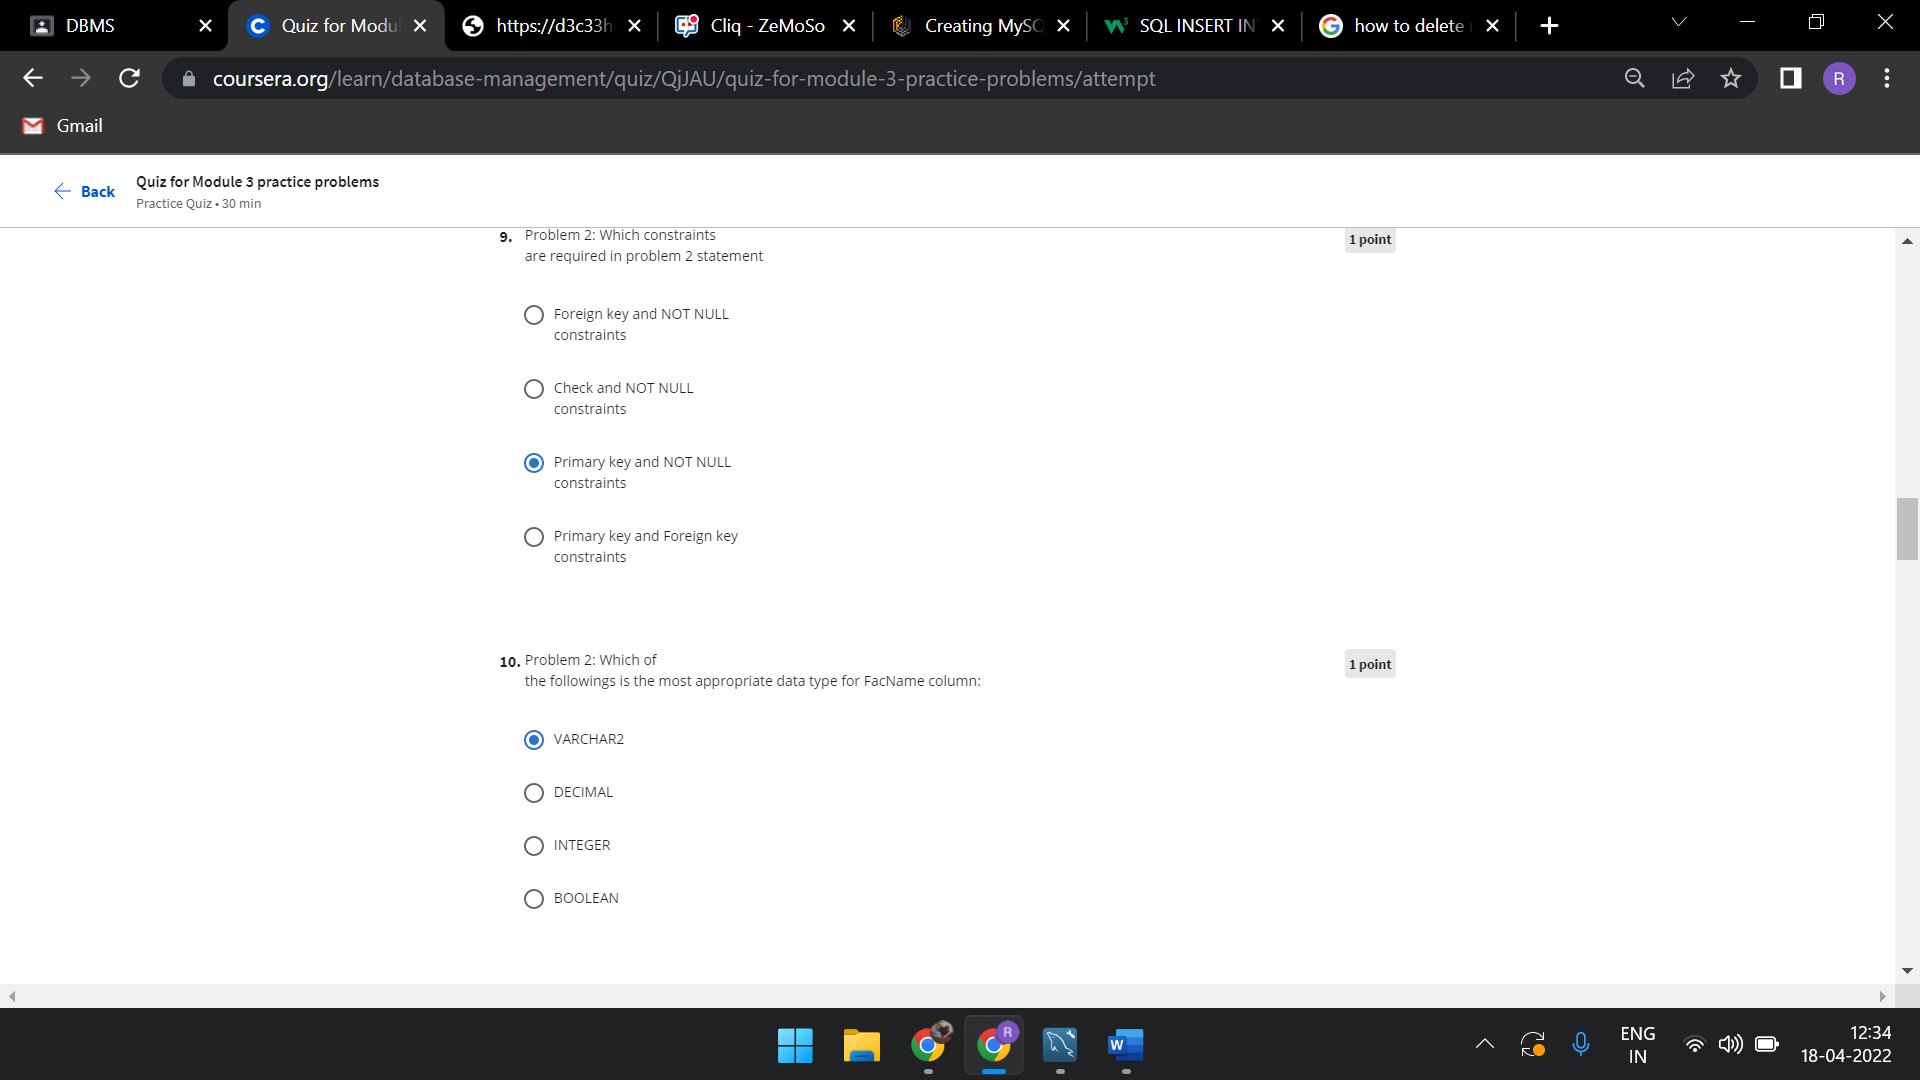 DBMS
Quiz for Modul
https://d3c33h
Cliq - ZeMoSo
Creating MySQ
SQL INSERT IN
how to delete
coursera.org/learn/database-management/quiz/QjJAU/quiz-for-module-3-practice-problems/attempt
R
Gmail
Back
Quiz for Module 3 practice problems
Practice Quiz • 30 min
9. Problem 2: Which constraints
are required in problem 2 statement
1 point
Foreign key and NOT NULL
constraints
Check and NOT NULL
constraints
Primary key and NOT NULL
constraints
Primary key and Foreign key
constraints
10. Problem 2: Which of
the followings is the most appropriate data type for FacName column:
1 point
VARCHAR2
DECIMAL
INTEGER
BOOLEAN
R
W
ENG
IN
12:34
18-04-2022